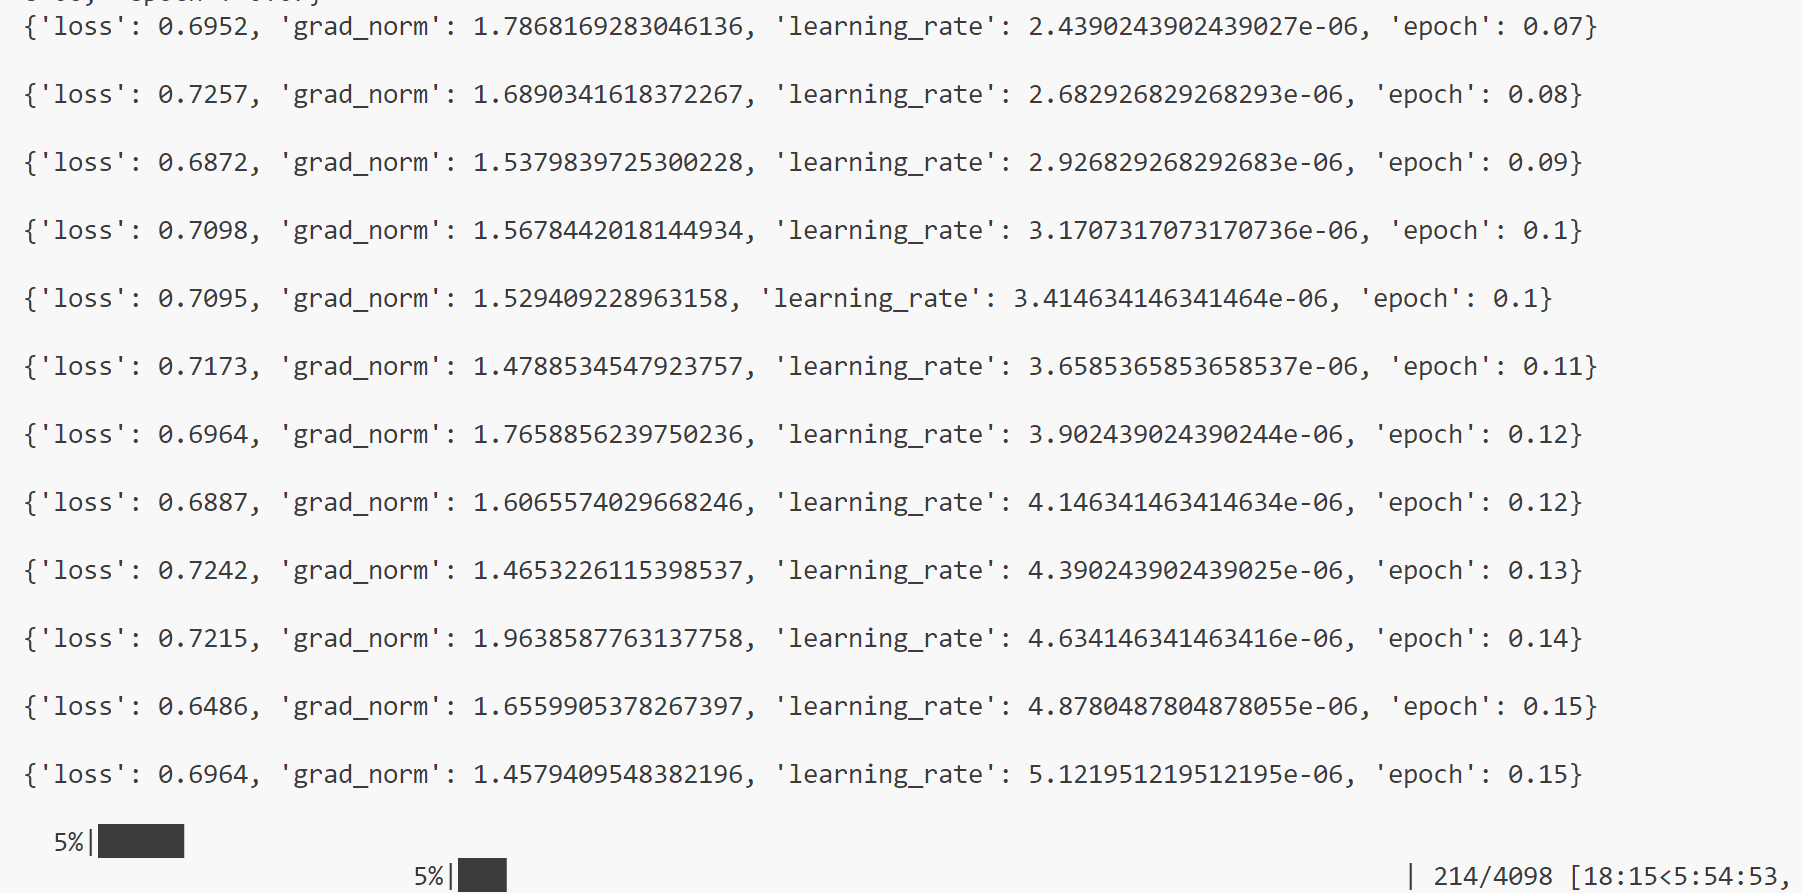 {'loss': 0.6952, 'grad_norm': 1.7868169283046136, 'learning_rate': 2.4390243902439027e-06, 'epoch': 0.07}
{'loss': 0.7257, 'grad_norm': 1.6890341618372267, 'learning_rate': 2.682926829268293e-06, 'epoch': 0.08}
{'loss': 0.6872, 'grad_norm': 1.5379839725300228, 'learning_rate': 2.926829268292683e-06, 'epoch': 0.09}
{'loss': 0.7098, 'grad_norm': 1.5678442018144934, 'learning_rate': 3.1707317073170736e-06, 'epoch': 0.1}
{'loss': 0.7095, 'grad_norm': 1.529409228963158, 'learning_rate': 3.414634146341464e-06, 'epoch': 0.1}
{'loss': 0.7173, 'grad_norm': 1.4788534547923757, 'learning_rate': 3.6585365853658537e-06, 'epoch': 0.11}
{'loss': 0.6964, 'grad_norm': 1.7658856239750236, 'learning_rate': 3.902439024390244e-06, 'epoch': 0.12}
{'loss': 0.6887, 'grad_norm': 1.6065574029668246, 'learning_rate': 4.146341463414634e-06, 'epoch': 0.12}
{'loss': 0.7242, 'grad_norm': 1.4653226115398537, 'learning_rate': 4.390243902439025e-06, 'epoch': 0.13}
{'loss': 0.7215, 'grad_norm': 1.9638587763137758, 'learning_rate': 4.634146341463416e-06, 'epoch': 0.14}
{'loss': 0.6486, 'grad_norm': 1.6559905378267397, 'learning_rate': 4.8780487804878055e-06, 'epoch': 0.15}
{'loss': 0.6964, 'grad_norm': 1.4579409548382196, 'learning_rate': 5.121951219512195e-06, 'epoch': 0.15}
5%|
5%| | 214/4098 [18:15<5:54:53,